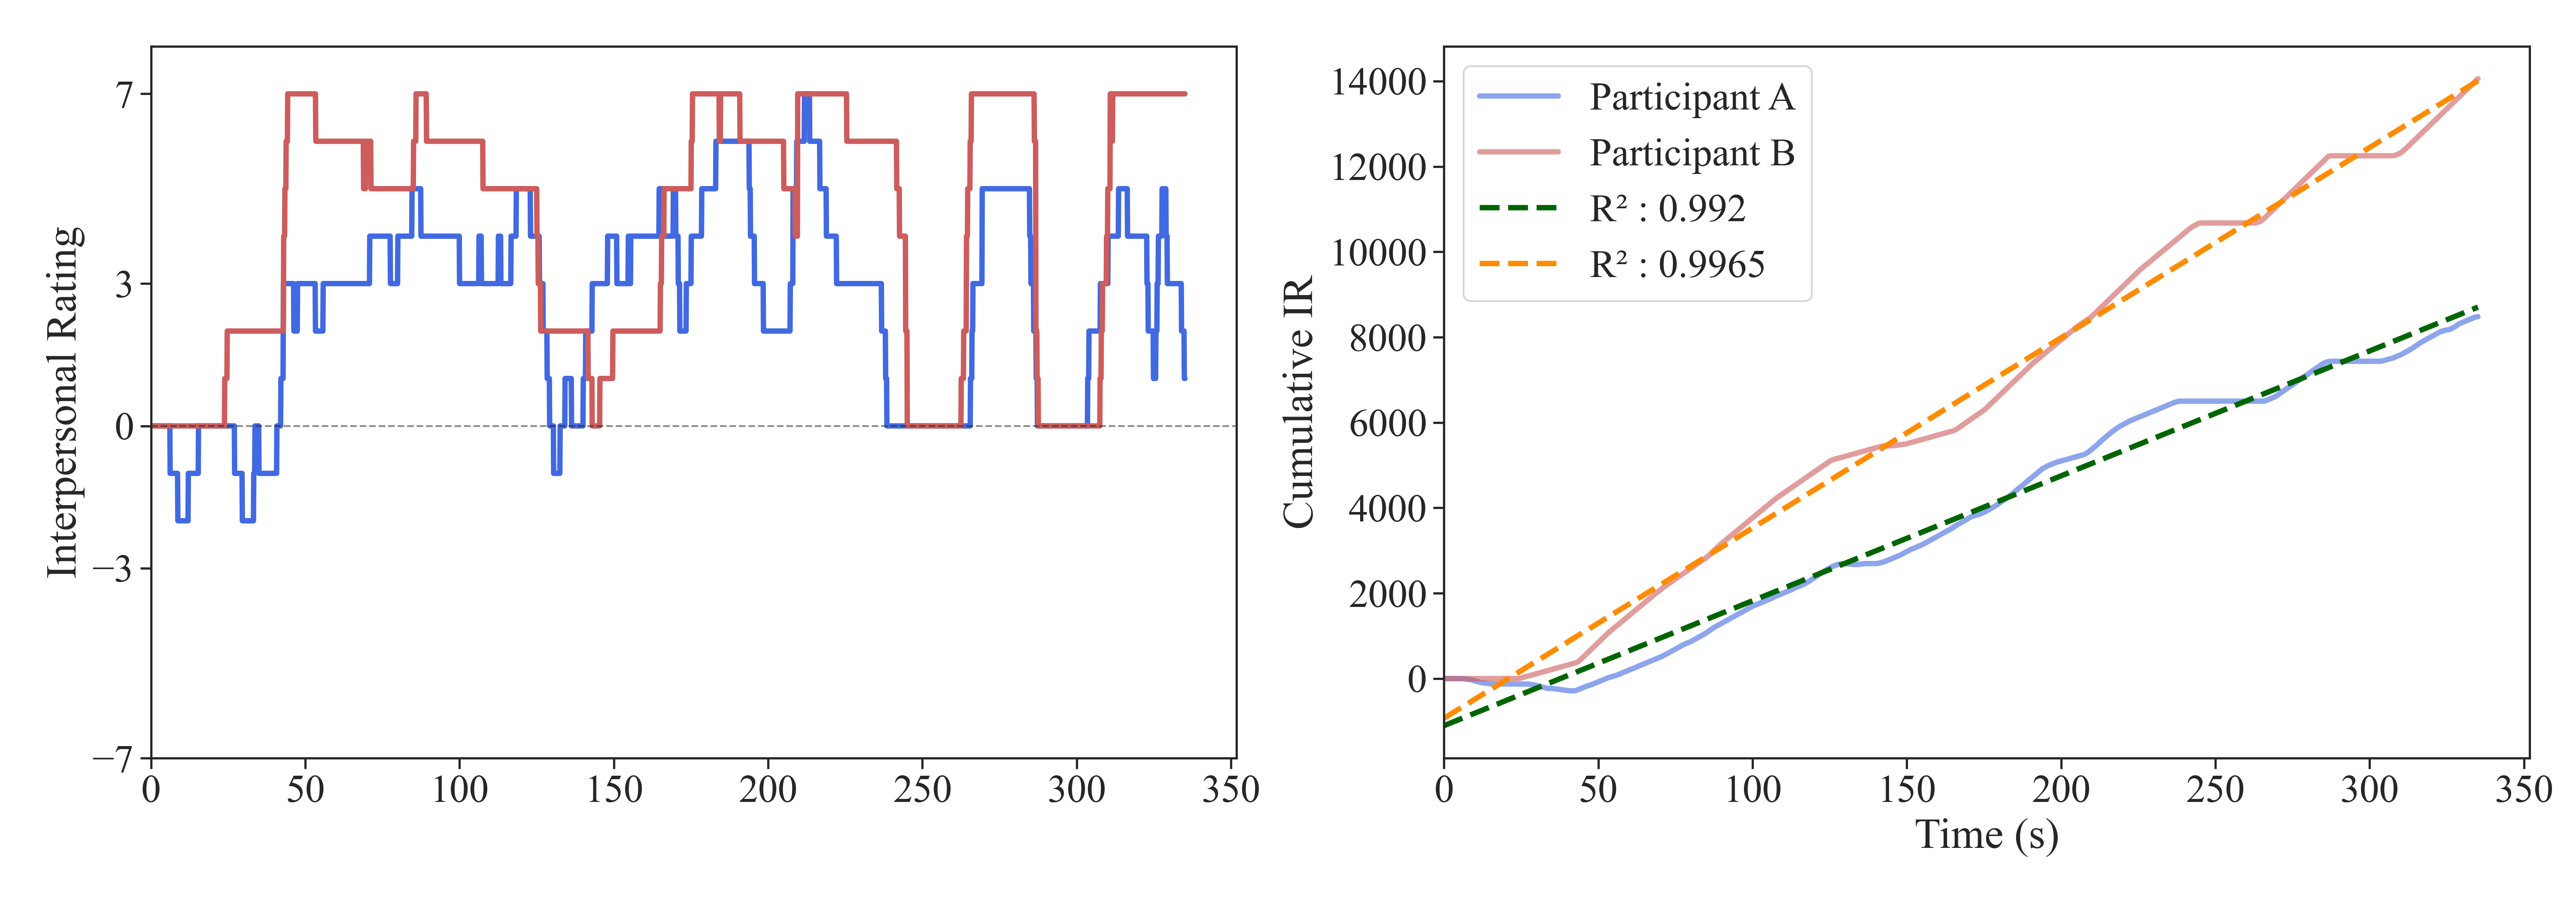 Interpersonal Rating
7
3
0
−3
−7
0 50 100 150 200 250 300 350
Cumulative IR
14000
12000
10000
8000
6000
4000
2000
0
Participant A
Participant B
R² : 0.992
R² : 0.9965
0 50 100 150 200 250 300 350
Time (s)